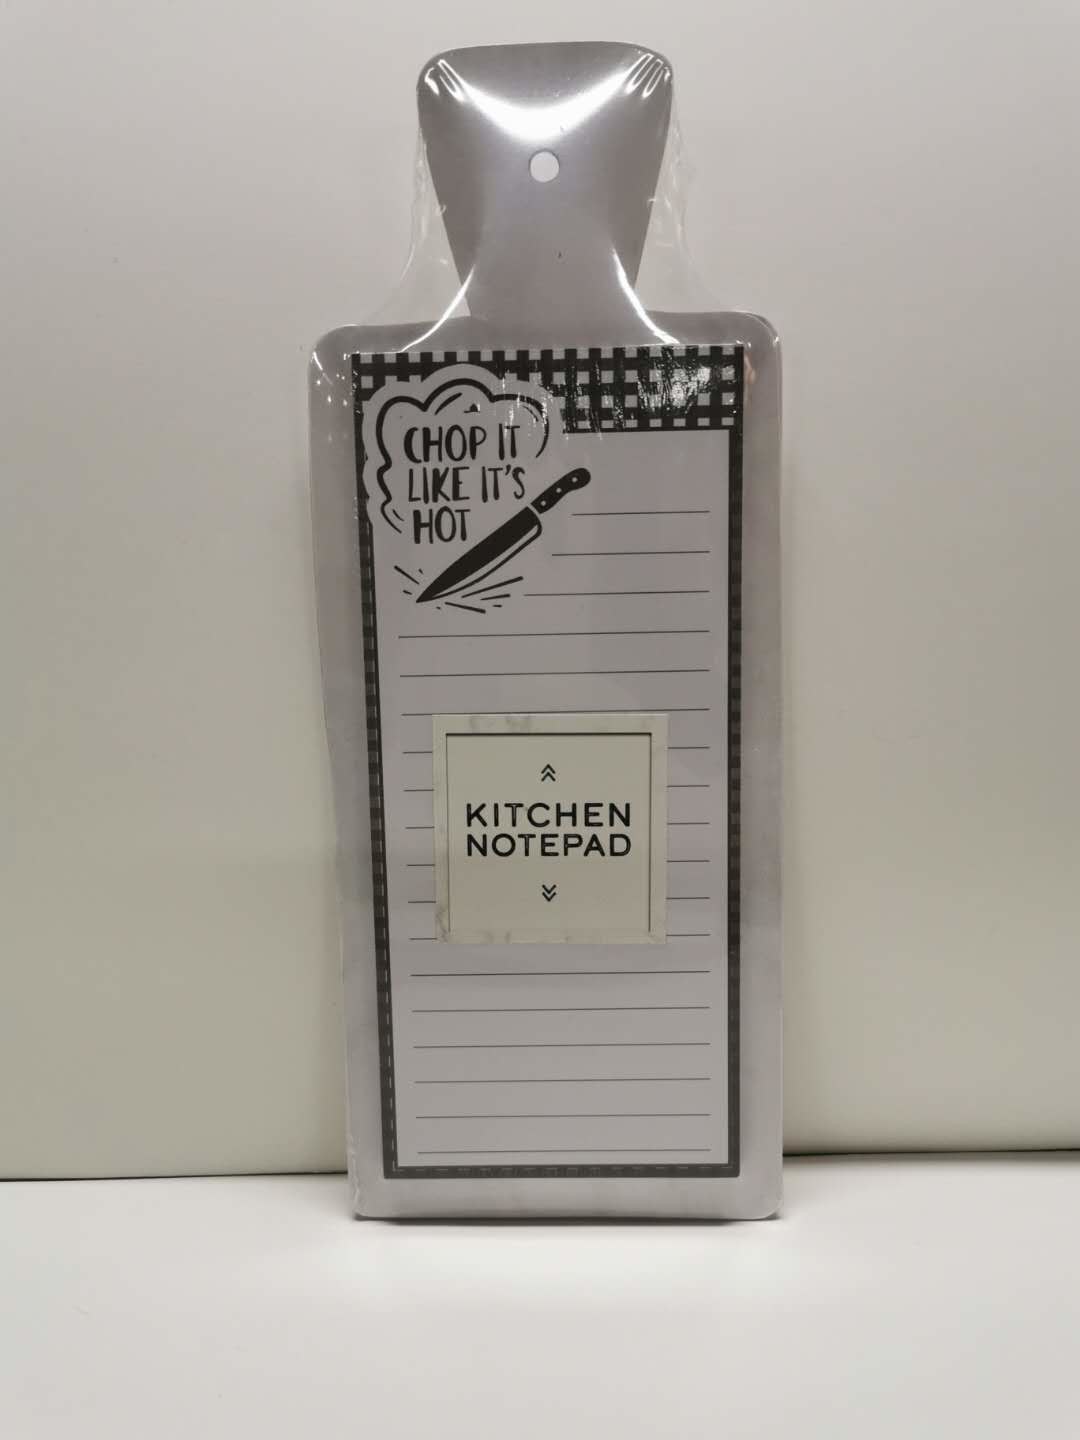 CHOP IT
LIKE IT'S
HOT
KITCHEN
NOTEPAD